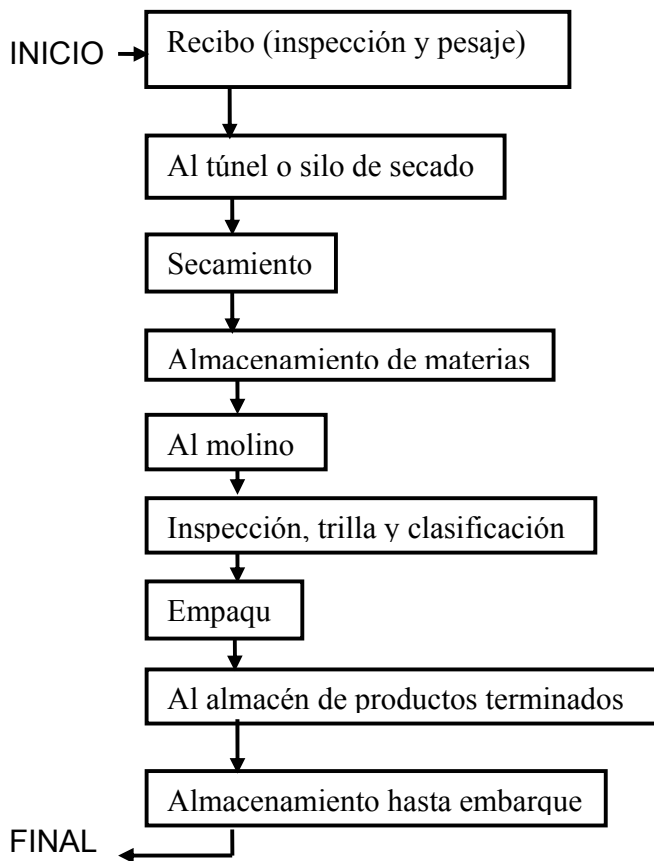 INICIO
Recibo (inspección y pesaje)
Al túnel o silo de secado
Secamiento
Almacenamiento de materias
Al molino
Inspección, trilla y clasificación
Empaqu
Al almacén de productos terminados
Almacenamiento hasta embarque
FINAL